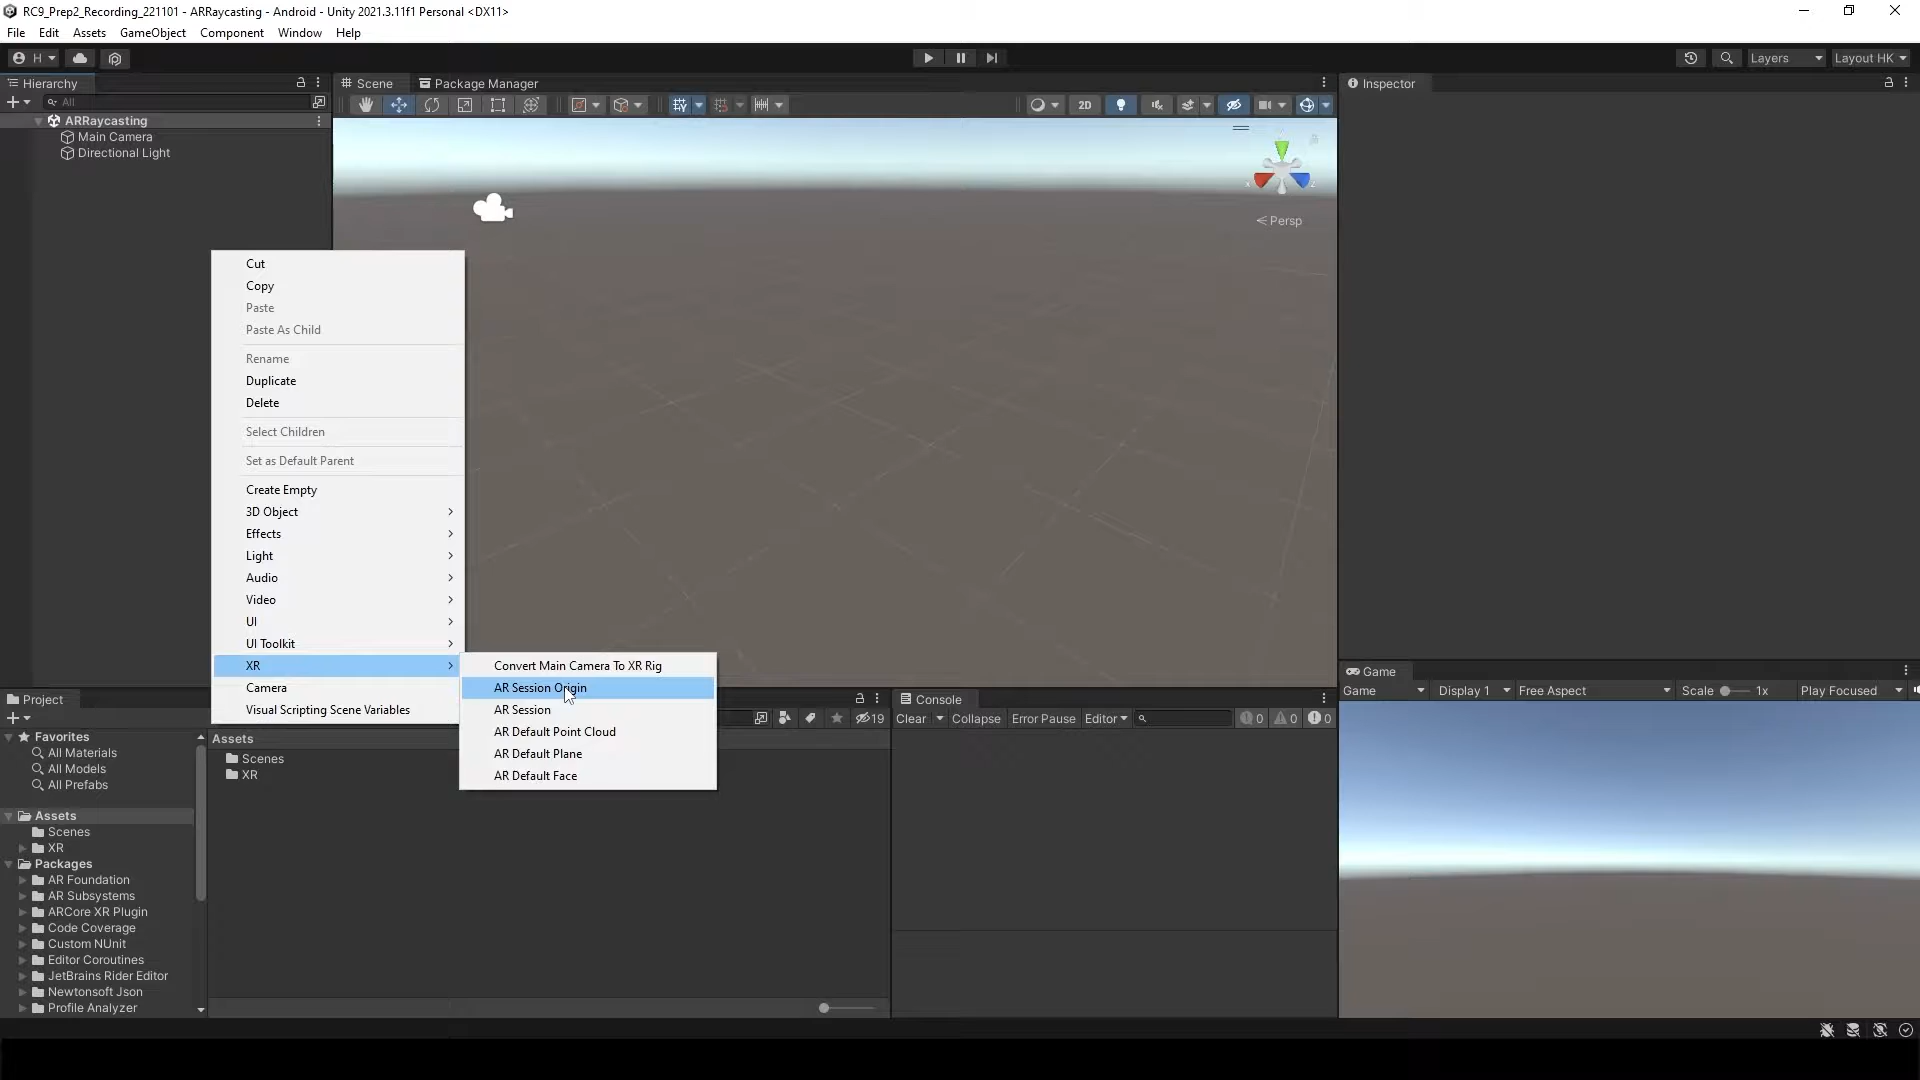 RC9_Prep2_Recording_221101 - ARRaycasting - Android - Unity 2021.3.11f1 Personal <DX11>
File Edit Assets GameObject Component Window Help
H
Layers
Layout HK
Hierarchy
Scene
Package Manager
Inspector
All
2D
ARRaycasting
Main Camera
Directional Light
Persp
Cut
Copy
Paste
Paste As Child
Rename
Duplicate
Delete
Select Children
Set as Default Parent
Create Empty
3D Object
Effects
Light
Audio
Video
UI
UI Toolkit
XR
Camera
Visual Scripting Scene Variables
Convert Main Camera To XR Rig
AR Session Origin
AR Session
AR Default Point Cloud
AR Default Plane
AR Default Face
Game
Game Display 1 Free Aspect Scale 1x Play Focused
Project
19
Console
Clear Collapse Error Pause Editor 0 0 0
Favorites
All Materials
All Models
All Prefabs
Assets
Scenes
XR
Packages
AR Foundation
AR Subsystems
ARCore XR Plugin
Code Coverage
Custom NUnit
Editor Coroutines
JetBrains Rider Editor
Newtonsoft Json
Profile Analyzer
Assets
Scenes
XR